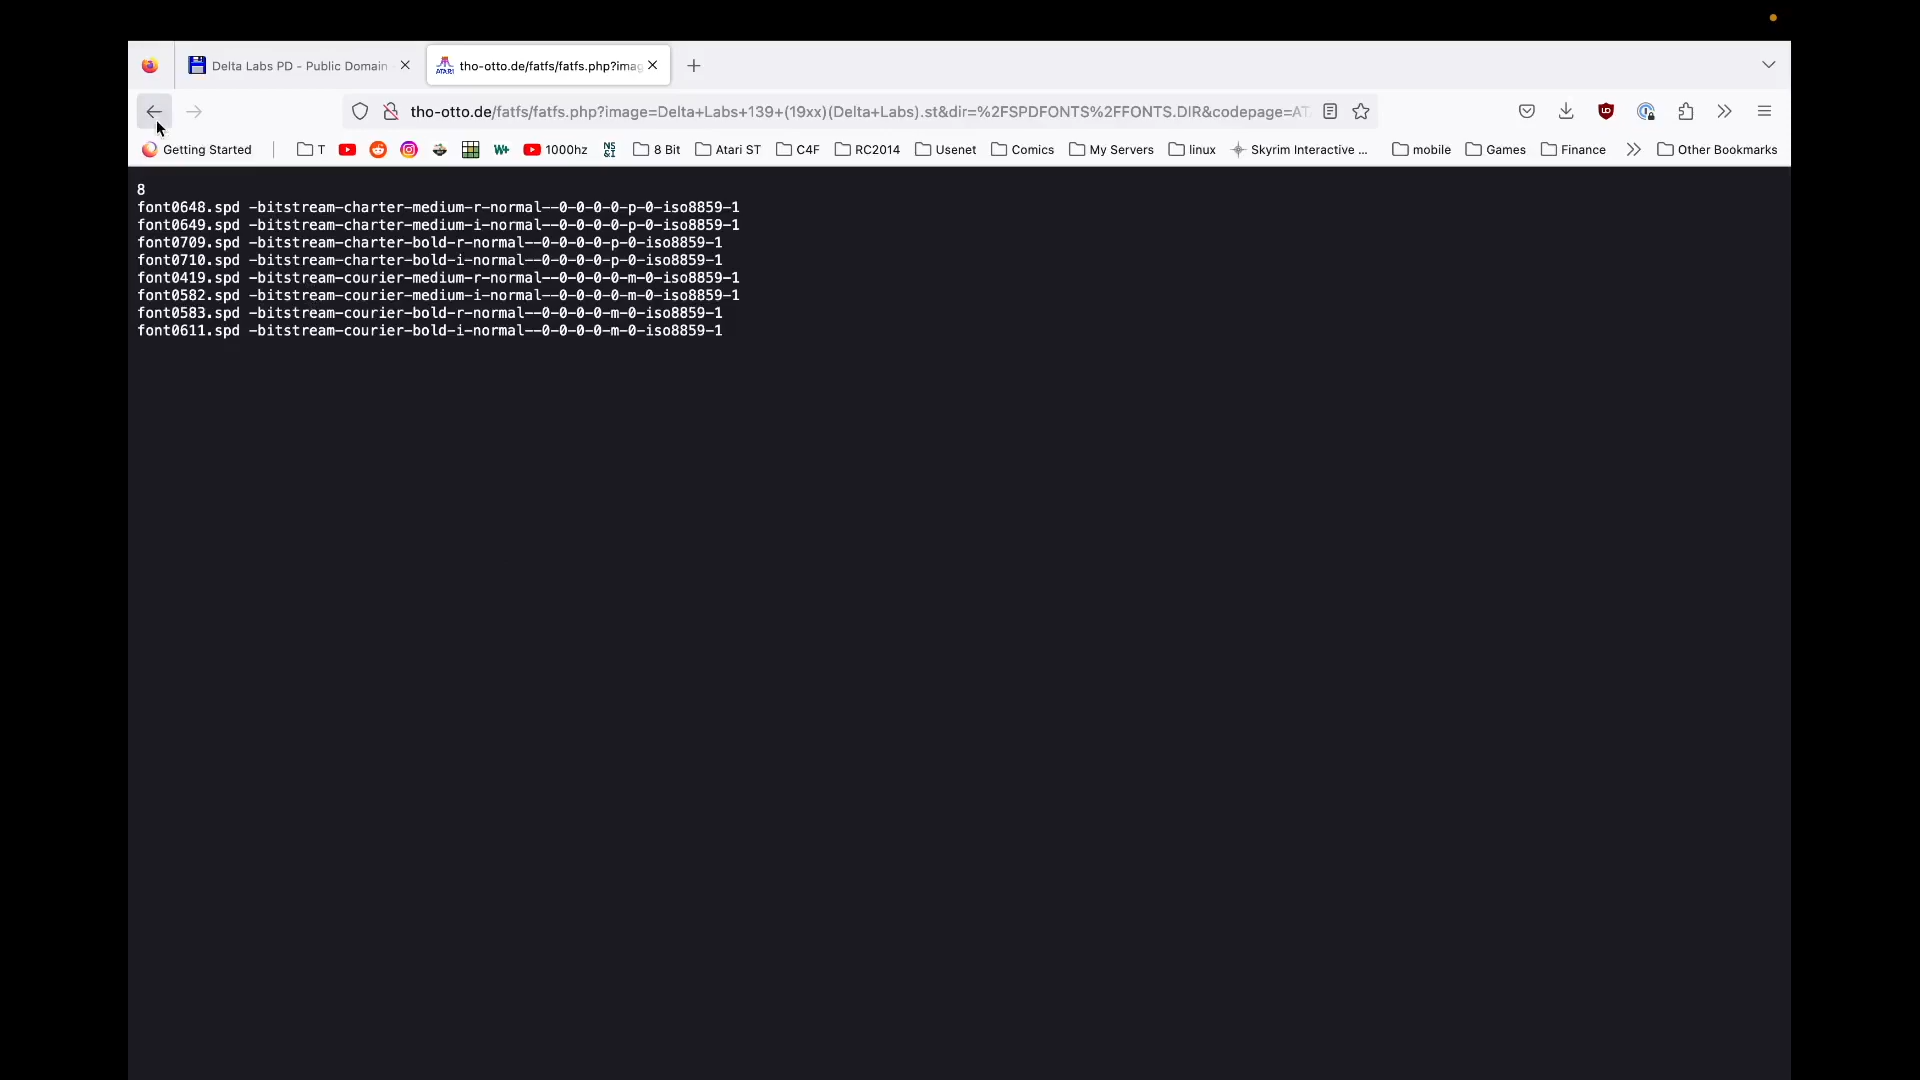 Delta Labs PD - Public Domain
ATARI
tho-otto.de/fatfs/fatfs.php?imag
tho-otto.de/fatfs/fatfs.php?image=Delta+Labs+139+(19xx)(Delta+Labs).st&dir=%2FSPDFONTS%2FFONTS.DIR&codepage=AT
Getting Started
T
W+
1000hz
NS
&I
8 Bit
Atari ST
C4F
RC2014
Usenet
Comics
My Servers
linux
Skyrim Interactive ...
mobile
Games
Finance
Other Bookmarks
8
font0648.spd -bitstream-charter-medium-r-normal--0-0-0-0-p-0-iso8859-1
font0649.spd -bitstream-charter-medium-i-normal--0-0-0-0-p-0-iso8859-1
font0709.spd -bitstream-charter-bold-r-normal--0-0-0-0-p-0-iso8859-1
font0710.spd -bitstream-charter-bold-i-normal--0-0-0-0-p-0-iso8859-1
font0419.spd -bitstream-courier-medium-r-normal--0-0-0-0-m-0-iso8859-1
font0582.spd -bitstream-courier-medium-i-normal--0-0-0-0-m-0-iso8859-1
font0583.spd -bitstream-courier-bold-r-normal--0-0-0-0-m-0-iso8859-1
font0611.spd -bitstream-courier-bold-i-normal--0-0-0-0-m-0-iso8859-1